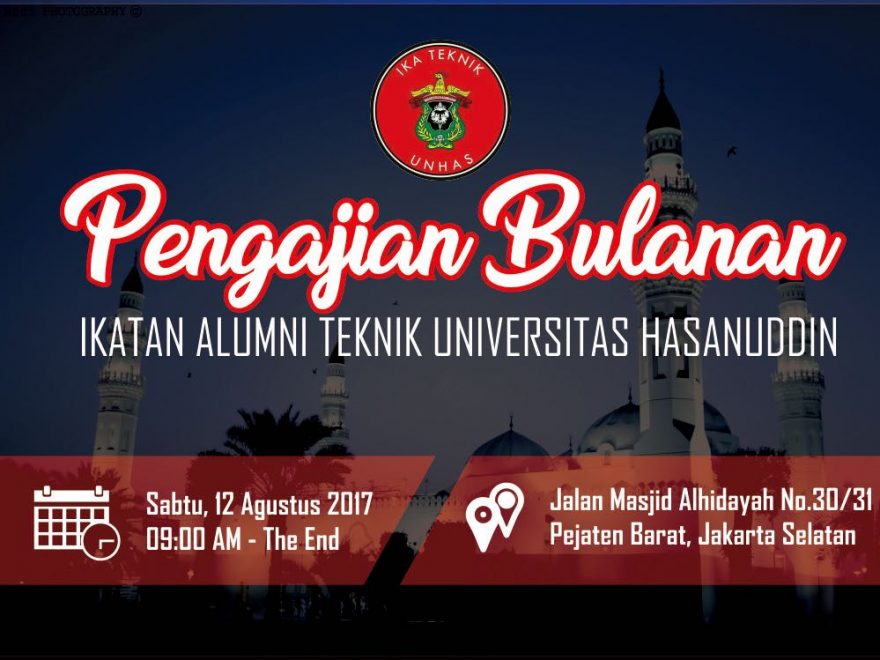 PHOTOGRAPHY ©
IKA TEKNIK
UNHAS
Pengajian Bulanan
IKATAN ALUMNI TEKNIK UNIVERSITAS HASANUDDIN
Sabtu, 12 Agustus 2017
09:00 AM - The End
Jalan Masjid Alhidayah No.30/31
Pejaten Barat, Jakarta Selatan